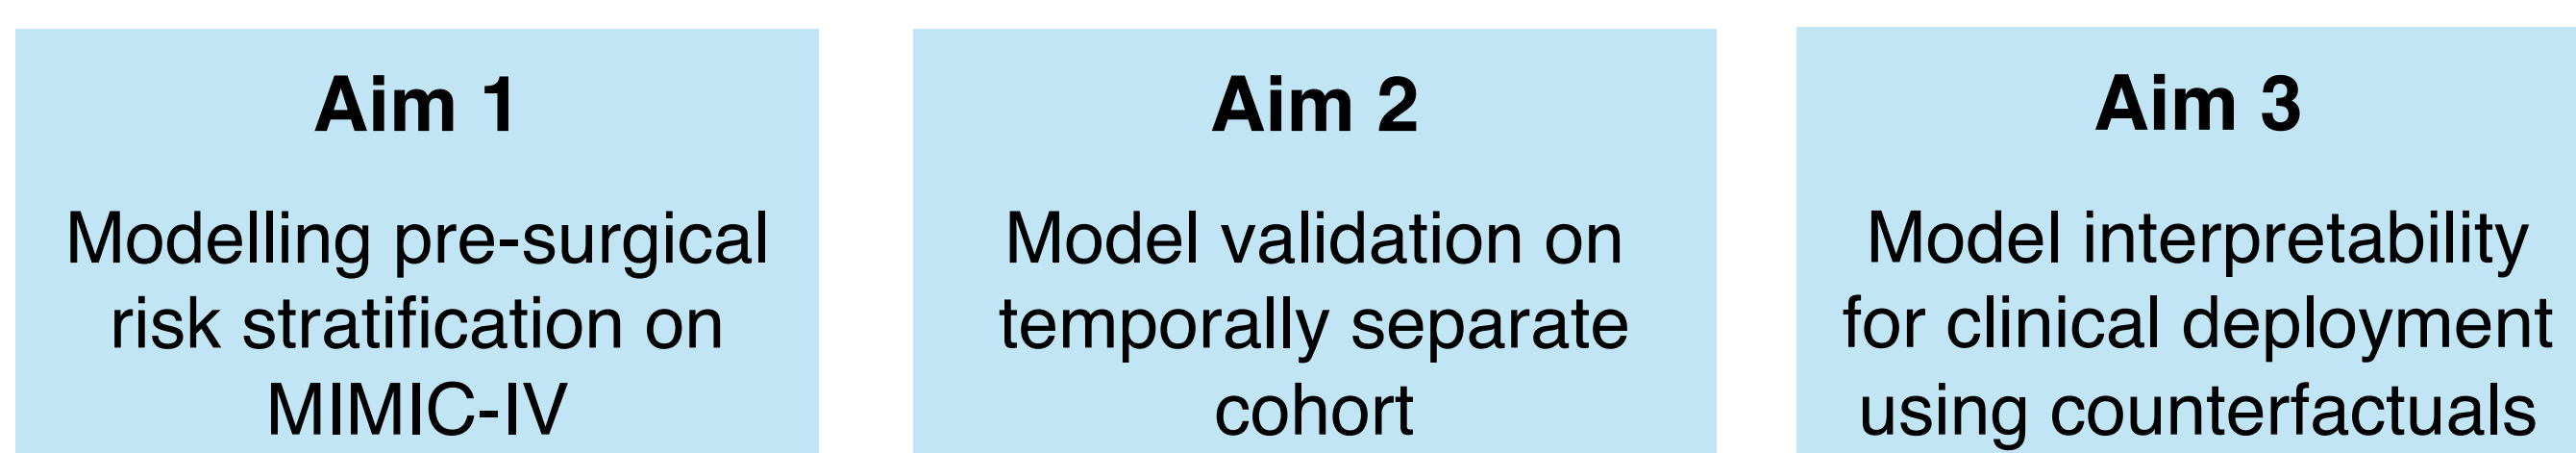 Aim 1
Modelling pre-surgical
risk stratification on
MIMIC-IV
Aim 2
Model validation on
temporally separate
cohort
Aim 3
Model interpretability
for clinical deployment
using counterfactuals